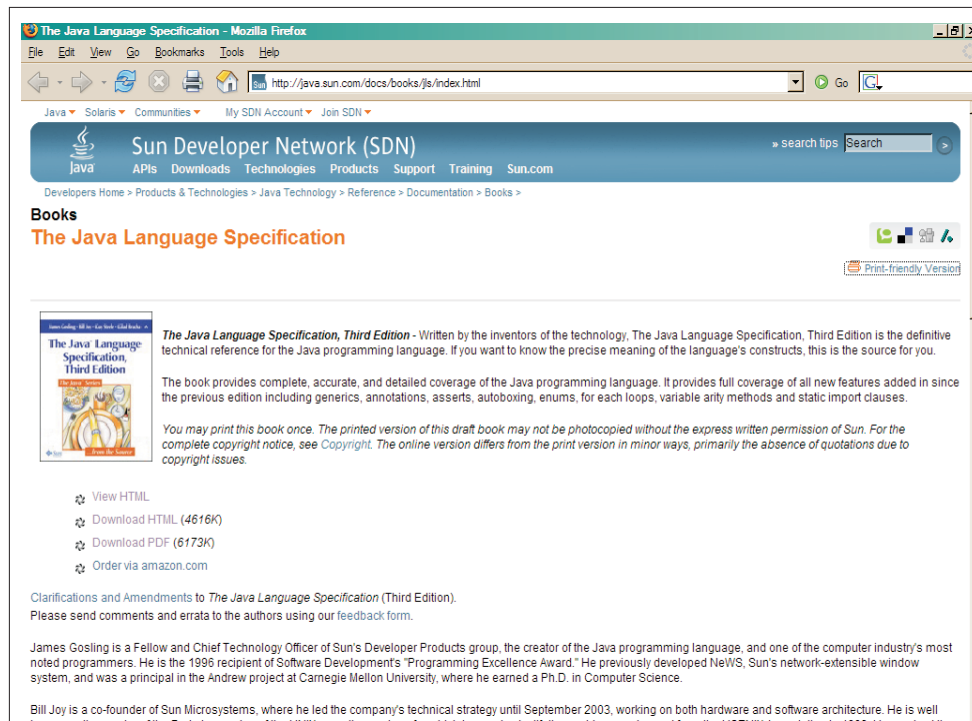 The Java Language Specification - Mozilla Firefox
File Edit View Go Bookmarks Tools Help
http://java.sun.com/docs/books/jls/index.html Go
Java Solaris Communities My SDN Account Join SDN
Java
Sun Developer Network (SDN)
» search tips Search
APIs Downloads Technologies Products Support Training Sun.com
Developers Home > Products & Technologies > Java Technology > Reference > Documentation > Books >
Books
The Java Language Specification
Print-friendly Version
James Gosling · Bill Joy · Guy Steele · Gilad Bracha
The Java Language
Specification,
Third Edition
The Java Series
... from the Source
Sun
The Java Language Specification, Third Edition - Written by the inventors of the technology, The Java Language Specification, Third Edition is the definitive
technical reference for the Java programming language. If you want to know the precise meaning of the language's constructs, this is the source for you.
The book provides complete, accurate, and detailed coverage of the Java programming language. It provides full coverage of all new features added in since
the previous edition including generics, annotations, asserts, autoboxing, enums, for each loops, variable arity methods and static import clauses.
You may print this book once. The printed version of this draft book may not be photocopied without the express written permission of Sun. For the
complete copyright notice, see Copyright. The online version differs from the print version in minor ways, primarily the absence of quotations due to
copyright issues.
View HTML
Download HTML (4616K)
Download PDF (6173K)
Order via amazon.com
Clarifications and Amendments to The Java Language Specification (Third Edition).
Please send comments and errata to the authors using our feedback form.
James Gosling is a Fellow and Chief Technology Officer of Sun's Developer Products group, the creator of the Java programming language, and one of the computer industry's most
noted programmers. He is the 1996 recipient of Software Development's "Programming Excellence Award." He previously developed NeWS, Sun's network-extensible window
system, and was a principal in the Andrew project at Carnegie Mellon University, where he earned a Ph.D. in Computer Science.
Bill Joy is a co-founder of Sun Microsystems, where he led the company's technical strategy until September 2003, working on both hardware and software architecture. He is well